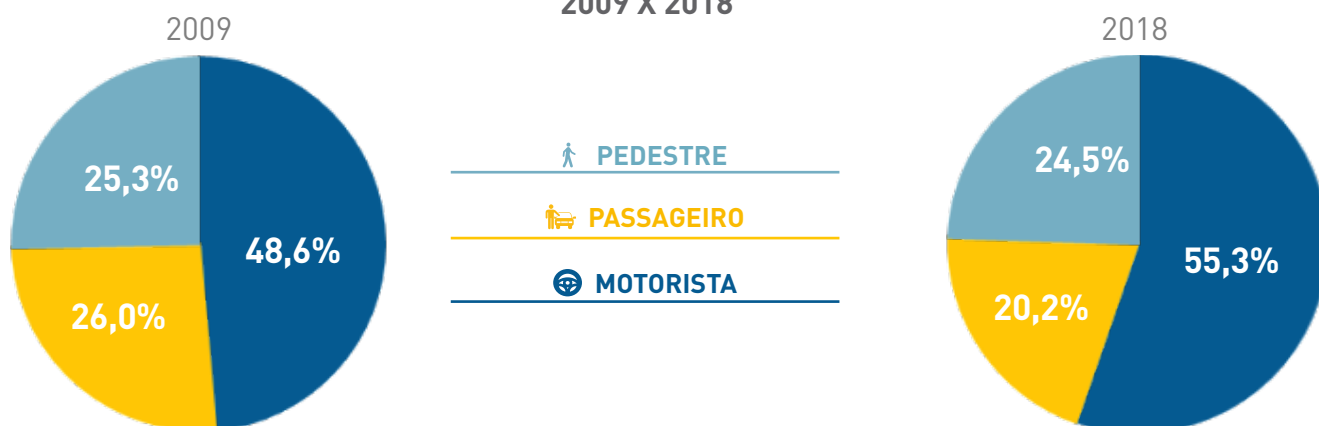 2009 X 2018
2009
2018
25,3%
48,6%
26,0%
PEDESTRE
PASSAGEIRO
MOTORISTA
24,5%
55,3%
20,2%